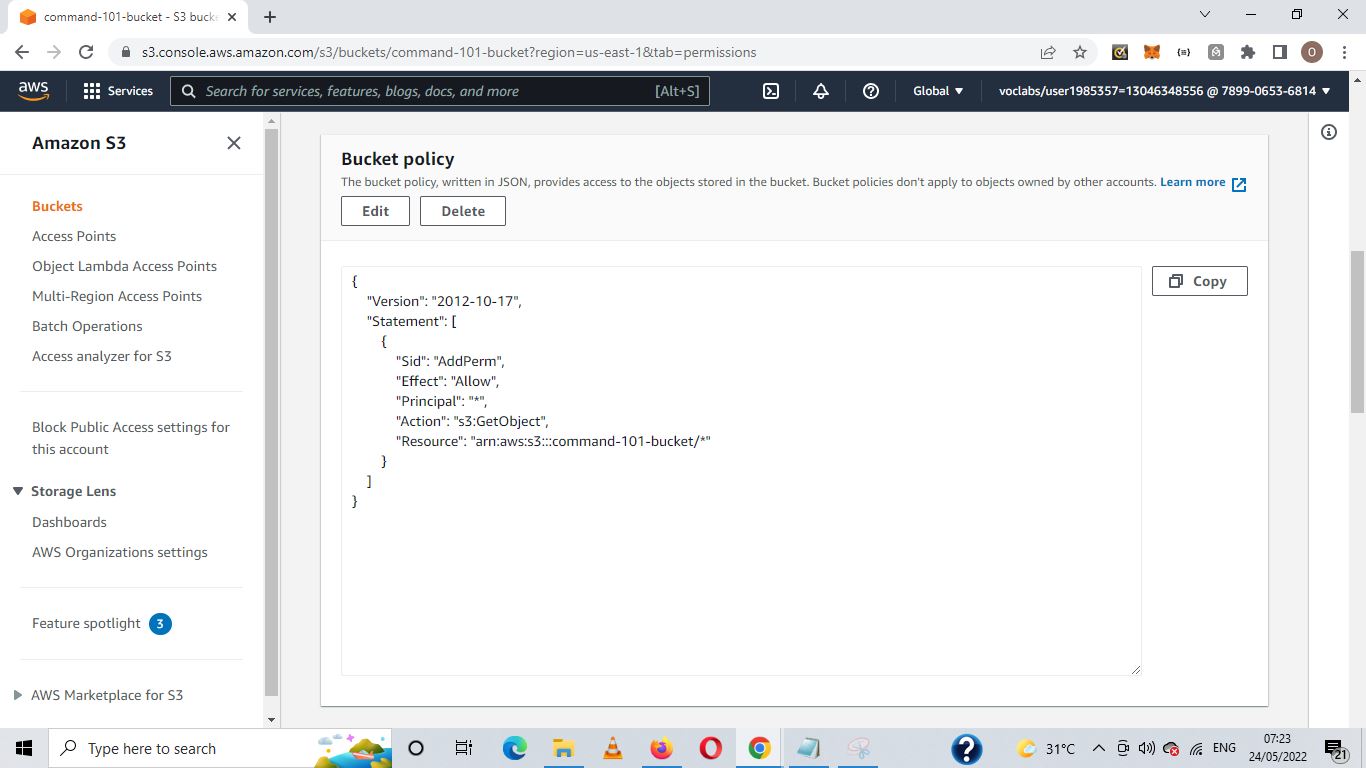 command-101-bucket - S3 bucke
s3.console.aws.amazon.com/s3/buckets/command-101-bucket?region=us-east-1&tab=permissions
O
aws
Services
Search for services, features, blogs, docs, and more
[Alt+S]
Global
voclabs/user1985357=13046348556 @ 7899-0653-6814
Amazon S3
Buckets
Access Points
Object Lambda Access Points
Multi-Region Access Points
Batch Operations
Access analyzer for S3
Block Public Access settings for
this account
Storage Lens
Dashboards
AWS Organizations settings
Feature spotlight 3
AWS Marketplace for S3
Bucket policy
The bucket policy, written in JSON, provides access to the objects stored in the bucket. Bucket policies don't apply to objects owned by other accounts. Learn more
Edit
Delete
Copy
{
"Version": "2012-10-17",
"Statement": [
{
"Sid": "AddPerm",
"Effect": "Allow",
"Principal": "*",
"Action": "s3:GetObject",
"Resource": "arn:aws:s3:::command-101-bucket/*"
}
]
}
Type here to search
31°C
ENG
07:23
24/05/2022
21